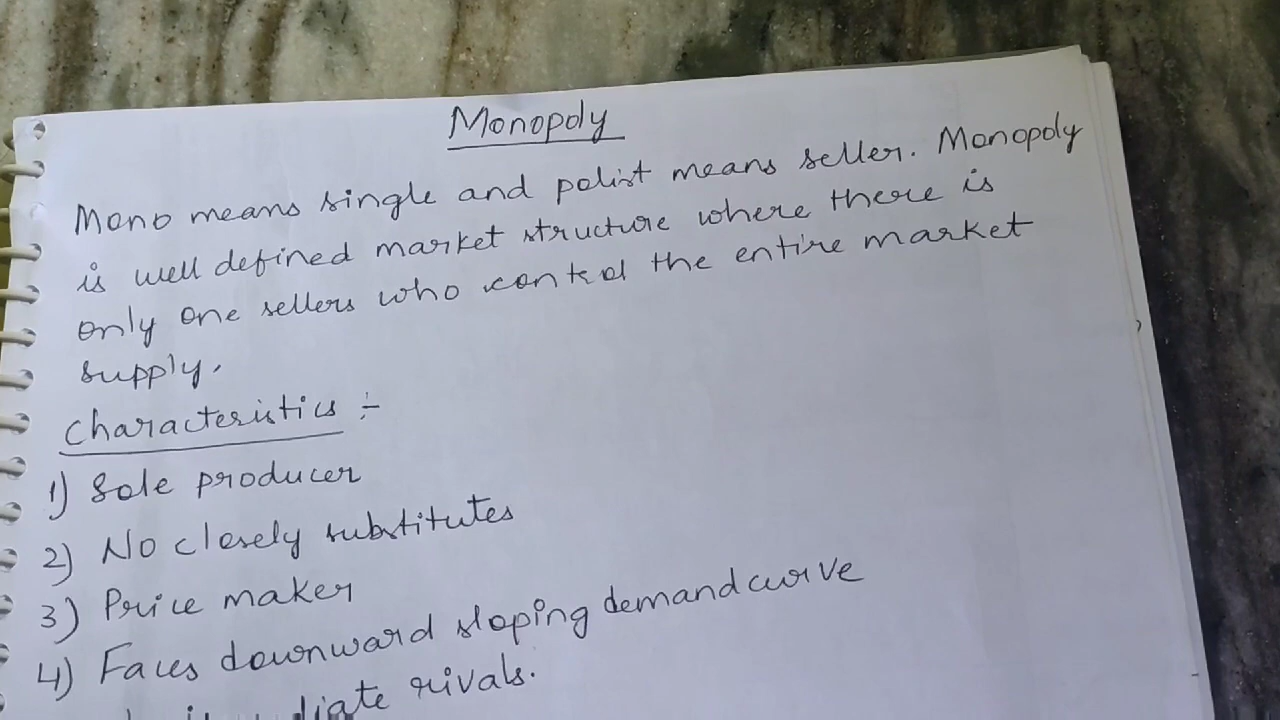 Monopoly
Mono means single and polist means seller. Monopoly
is well defined market structure where there is
only one sellers who control the entire market
supply.
Characteristics :-
1) Sole producer
2) No closely substitutes
3) Price maker
4) Faces downward sloping demand curve
rivals.